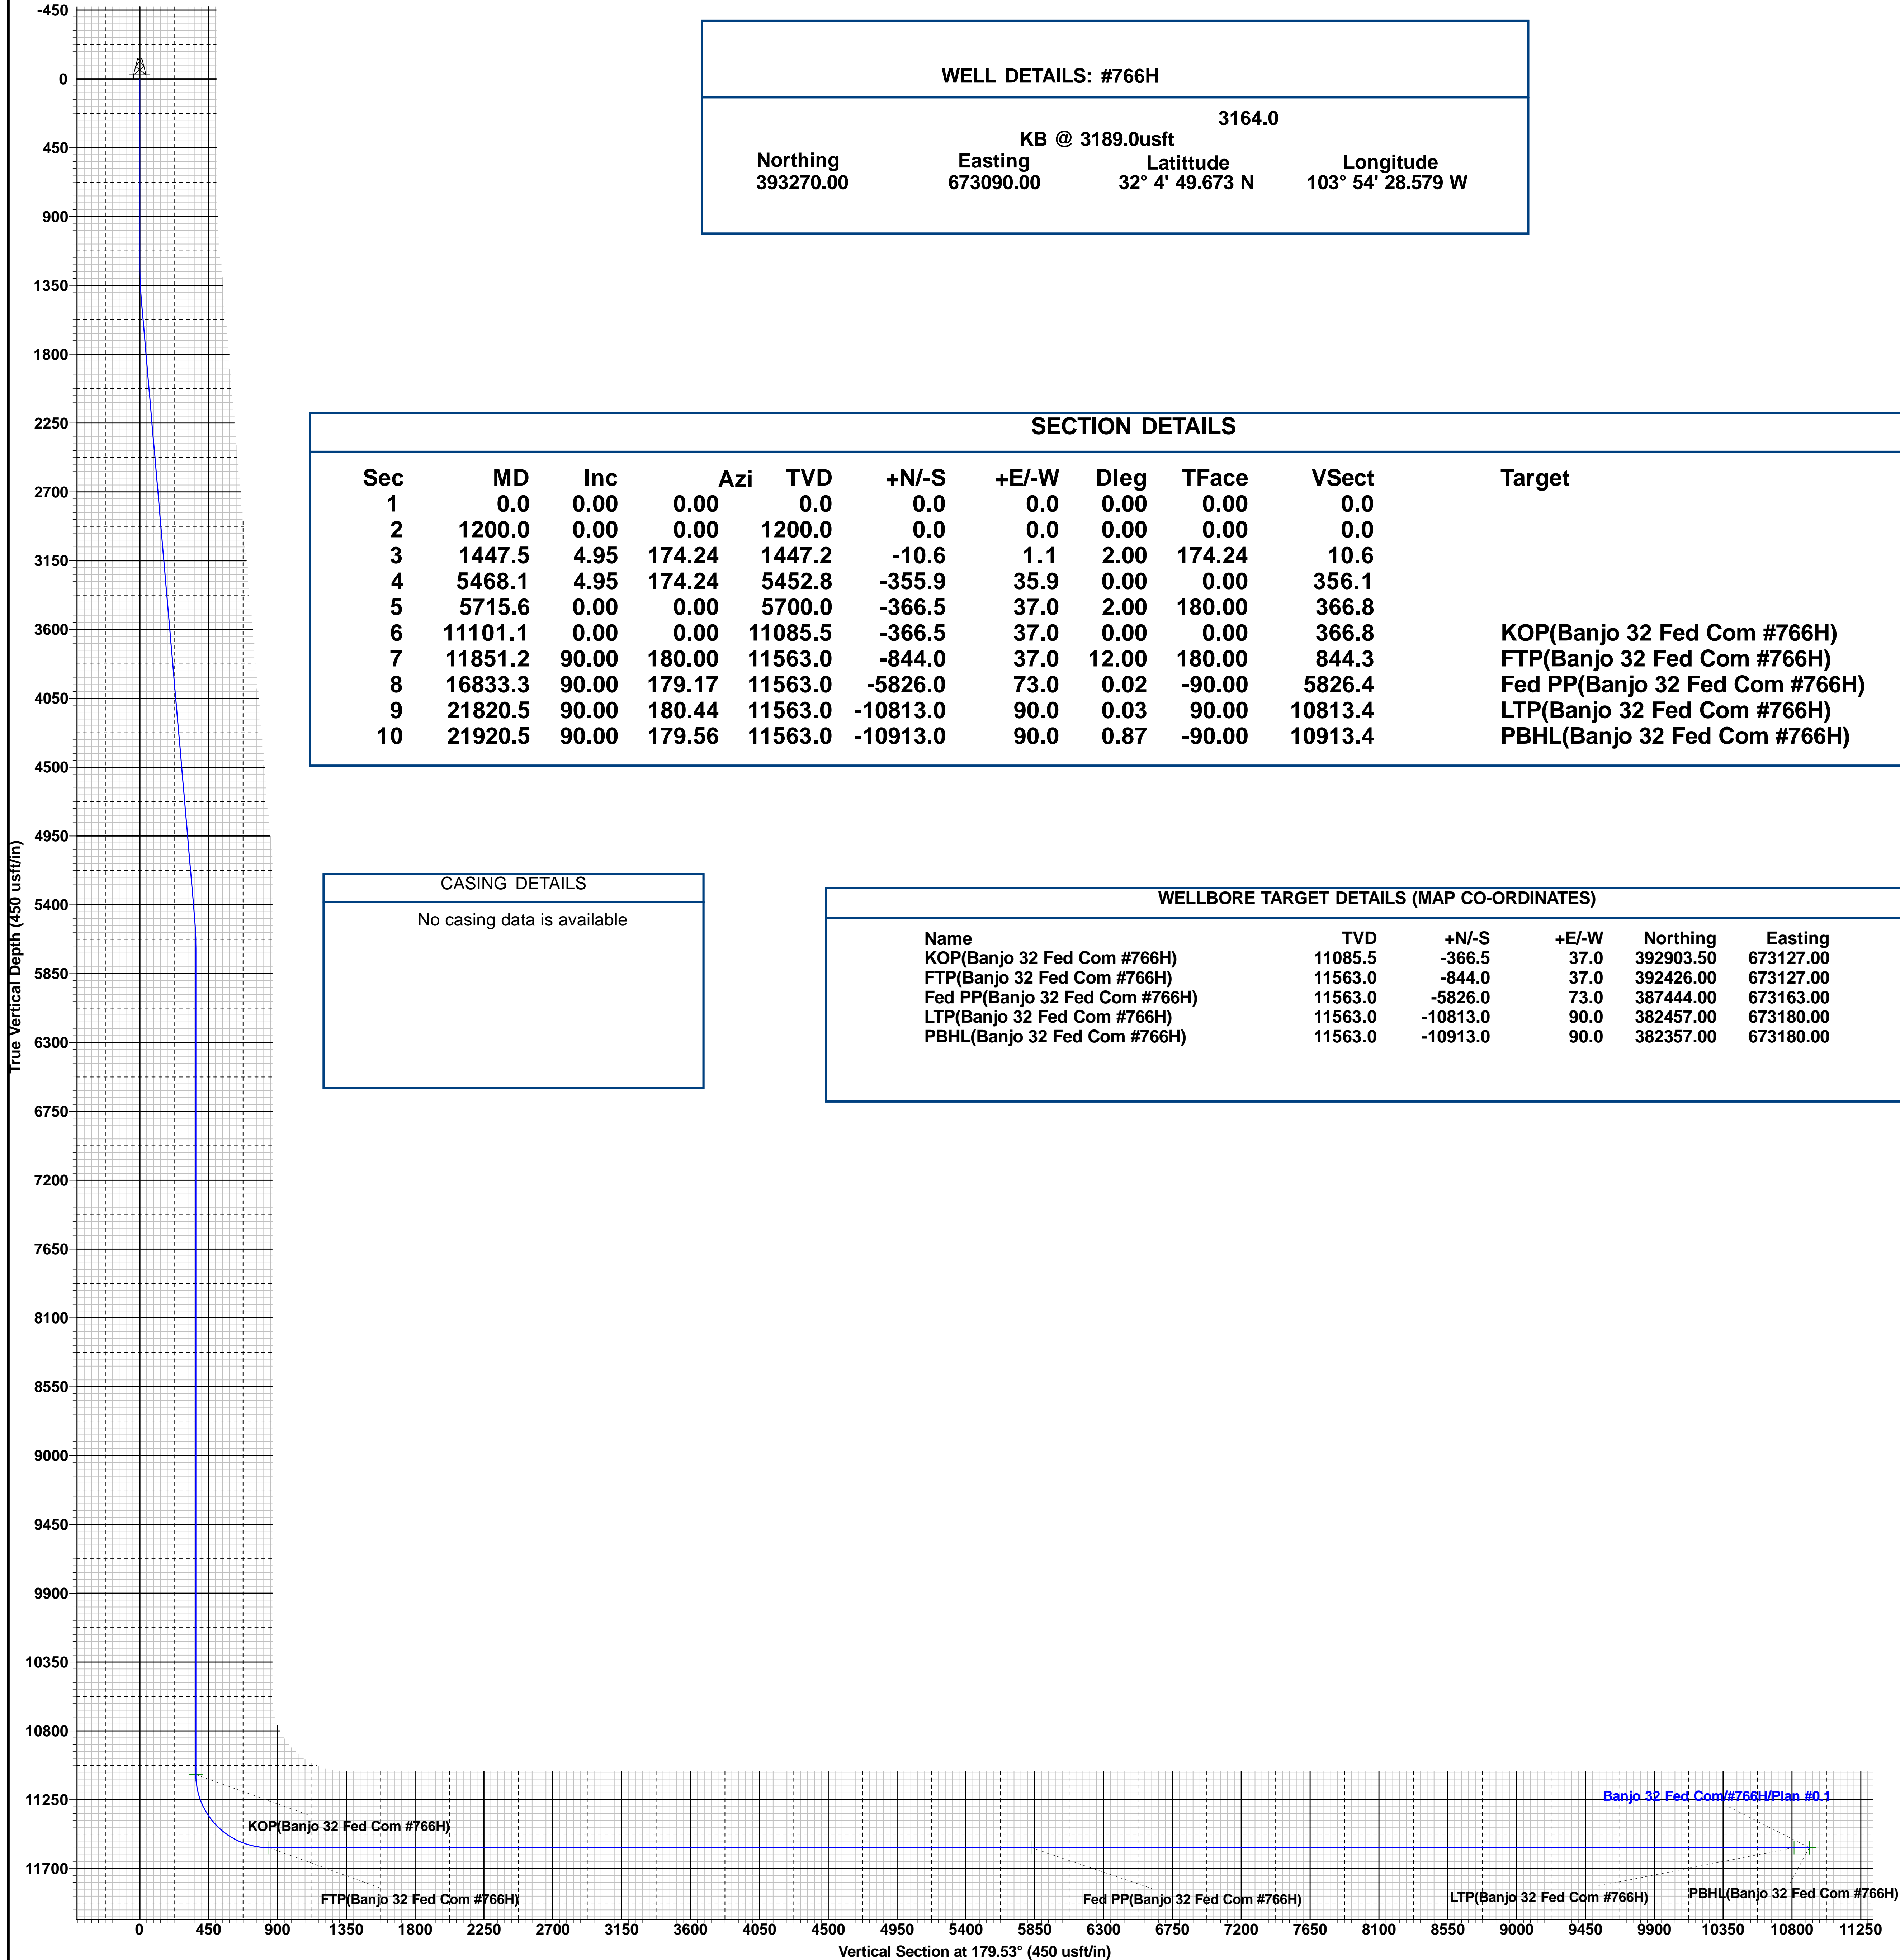 WELL DETAILS: #766H
3164.0
KB @ 3189.0usft
Northing Easting Latittude Longitude
393270.00 673090.00 32° 4' 49.673 N 103° 54' 28.579 W
SECTION DETAILS
Sec MD Inc Azi TVD +N/-S +E/-W Dleg TFace VSect Target
1 0.0 0.00 0.00 0.0 0.0 0.0 0.00 0.00 0.0
2 1200.0 0.00 0.00 1200.0 0.0 0.0 0.00 0.00 0.0
3 1447.5 4.95 174.24 1447.2 -10.6 1.1 2.00 174.24 10.6
4 5468.1 4.95 174.24 5452.8 -355.9 35.9 0.00 0.00 356.1
5 5715.6 0.00 0.00 5700.0 -366.5 37.0 2.00 180.00 366.8
6 11101.1 0.00 0.00 11085.5 -366.5 37.0 0.00 0.00 366.8 KOP(Banjo 32 Fed Com #766H)
7 11851.2 90.00 180.00 11563.0 -844.0 37.0 12.00 180.00 844.3 FTP(Banjo 32 Fed Com #766H)
8 16833.3 90.00 179.17 11563.0 -5826.0 73.0 0.02 -90.00 5826.4 Fed PP(Banjo 32 Fed Com #766H)
9 21820.5 90.00 180.44 11563.0 -10813.0 90.0 0.03 90.00 10813.4 LTP(Banjo 32 Fed Com #766H)
10 21920.5 90.00 179.56 11563.0 -10913.0 90.0 0.87 -90.00 10913.4 PBHL(Banjo 32 Fed Com #766H)
CASING DETAILS
No casing data is available
WELLBORE TARGET DETAILS (MAP CO-ORDINATES)
Name TVD +N/-S +E/-W Northing Easting
KOP(Banjo 32 Fed Com #766H) 11085.5 -366.5 37.0 392903.50 673127.00
FTP(Banjo 32 Fed Com #766H) 11563.0 -844.0 37.0 392426.00 673127.00
Fed PP(Banjo 32 Fed Com #766H) 11563.0 -5826.0 73.0 387444.00 673163.00
LTP(Banjo 32 Fed Com #766H) 11563.0 -10813.0 90.0 382457.00 673180.00
PBHL(Banjo 32 Fed Com #766H) 11563.0 -10913.0 90.0 382357.00 673180.00
True Vertical Depth (450 usft/in)
-450
0
450
900
1350
1800
2250
2700
3150
3600
4050
4500
4950
5400
5850
6300
6750
7200
7650
8100
8550
9000
9450
9900
10350
10800
11250
11700
Banjo 32 Fed Com/#766H/Plan #0.1
KOP(Banjo 32 Fed Com #766H)
FTP(Banjo 32 Fed Com #766H)
Fed PP(Banjo 32 Fed Com #766H)
LTP(Banjo 32 Fed Com #766H)
PBHL(Banjo 32 Fed Com #766H)
0 450 900 1350 1800 2250 2700 3150 3600 4050 4500 4950 5400 5850 6300 6750 7200 7650 8100 8550 9000 9450 9900 10350 10800 11250
Vertical Section at 179.53° (450 usft/in)